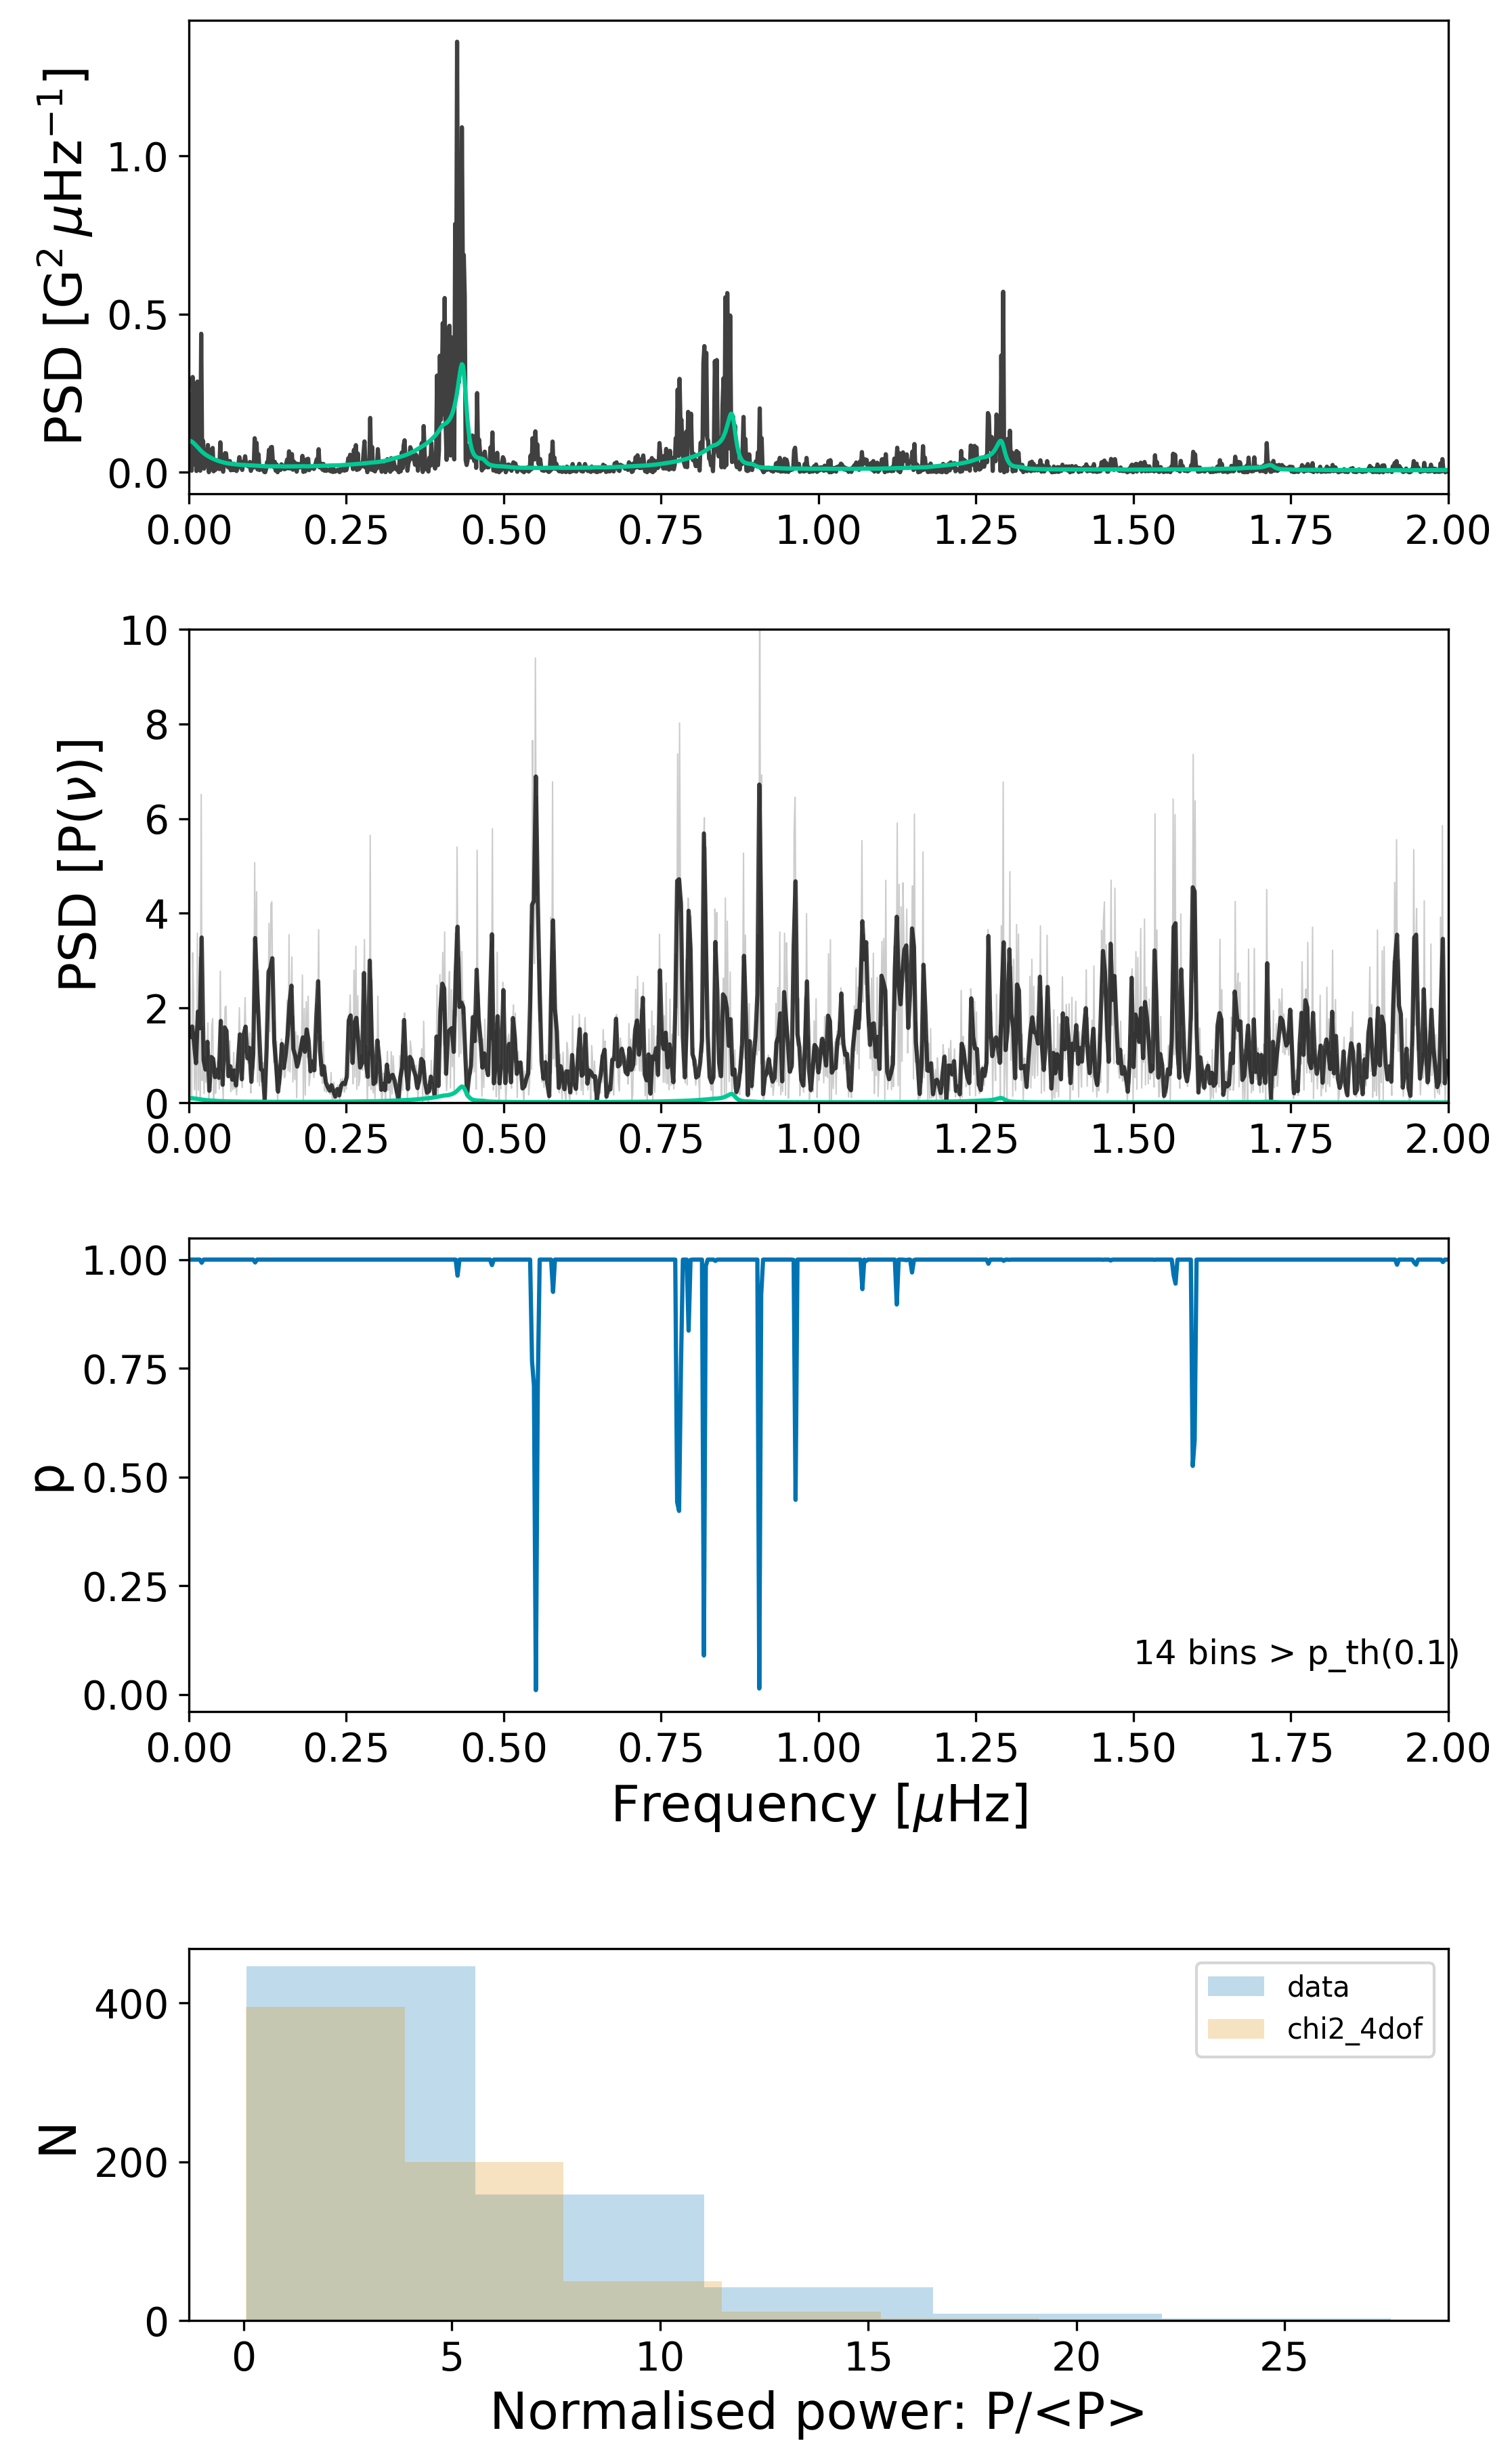 PSD [G² μHz⁻¹]
1.0
0.5
0.0
0.00 0.25 0.50 0.75 1.00 1.25 1.50 1.75 2.00
PSD [P(ν)]
10
8
6
4
2
0
0.00 0.25 0.50 0.75 1.00 1.25 1.50 1.75 2.00
p
1.00
0.75
0.50
0.25
0.00
14 bins > p_th(0.1)
0.00 0.25 0.50 0.75 1.00 1.25 1.50 1.75 2.00
Frequency [μHz]
N
400
200
0
data
chi2_4dof
0 5 10 15 20 25
Normalised power: P/<P>